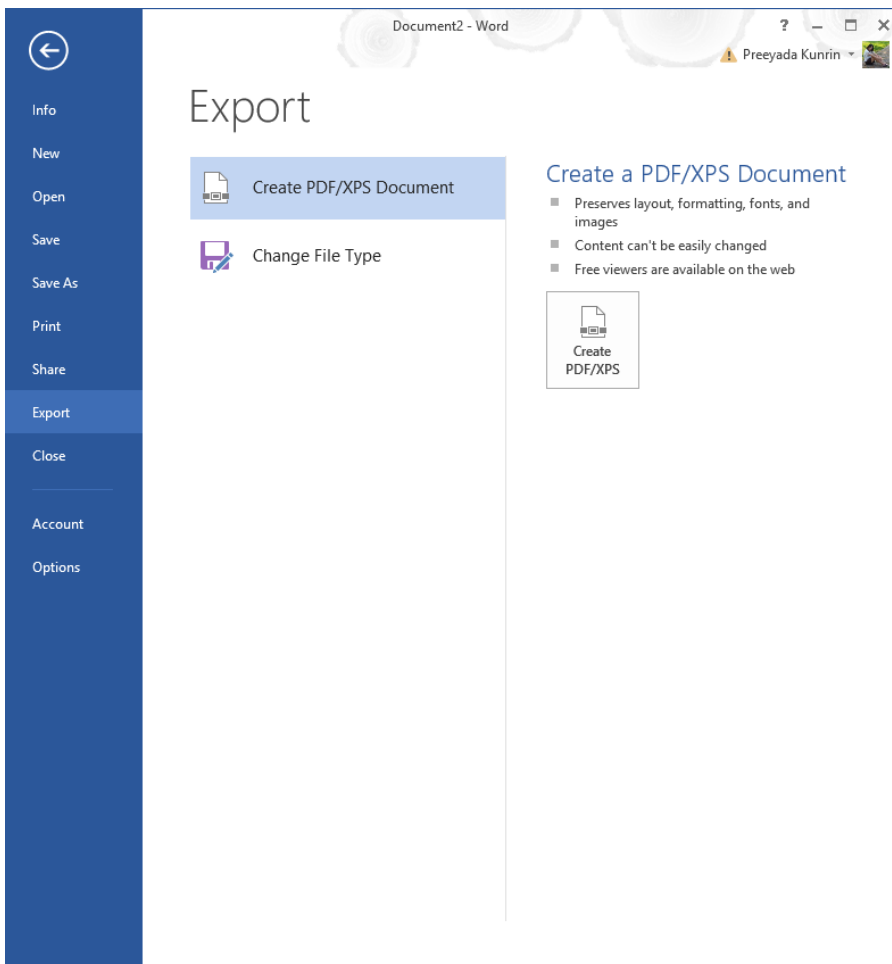 Document2 - Word
?
Preeyada Kunrin
Info
New
Open
Save
Save As
Print
Share
Export
Close
Account
Options
Export
Create PDF/XPS Document
Change File Type
Create a PDF/XPS Document
Preserves layout, formatting, fonts, and
images
Content can't be easily changed
Free viewers are available on the web
Create
PDF/XPS